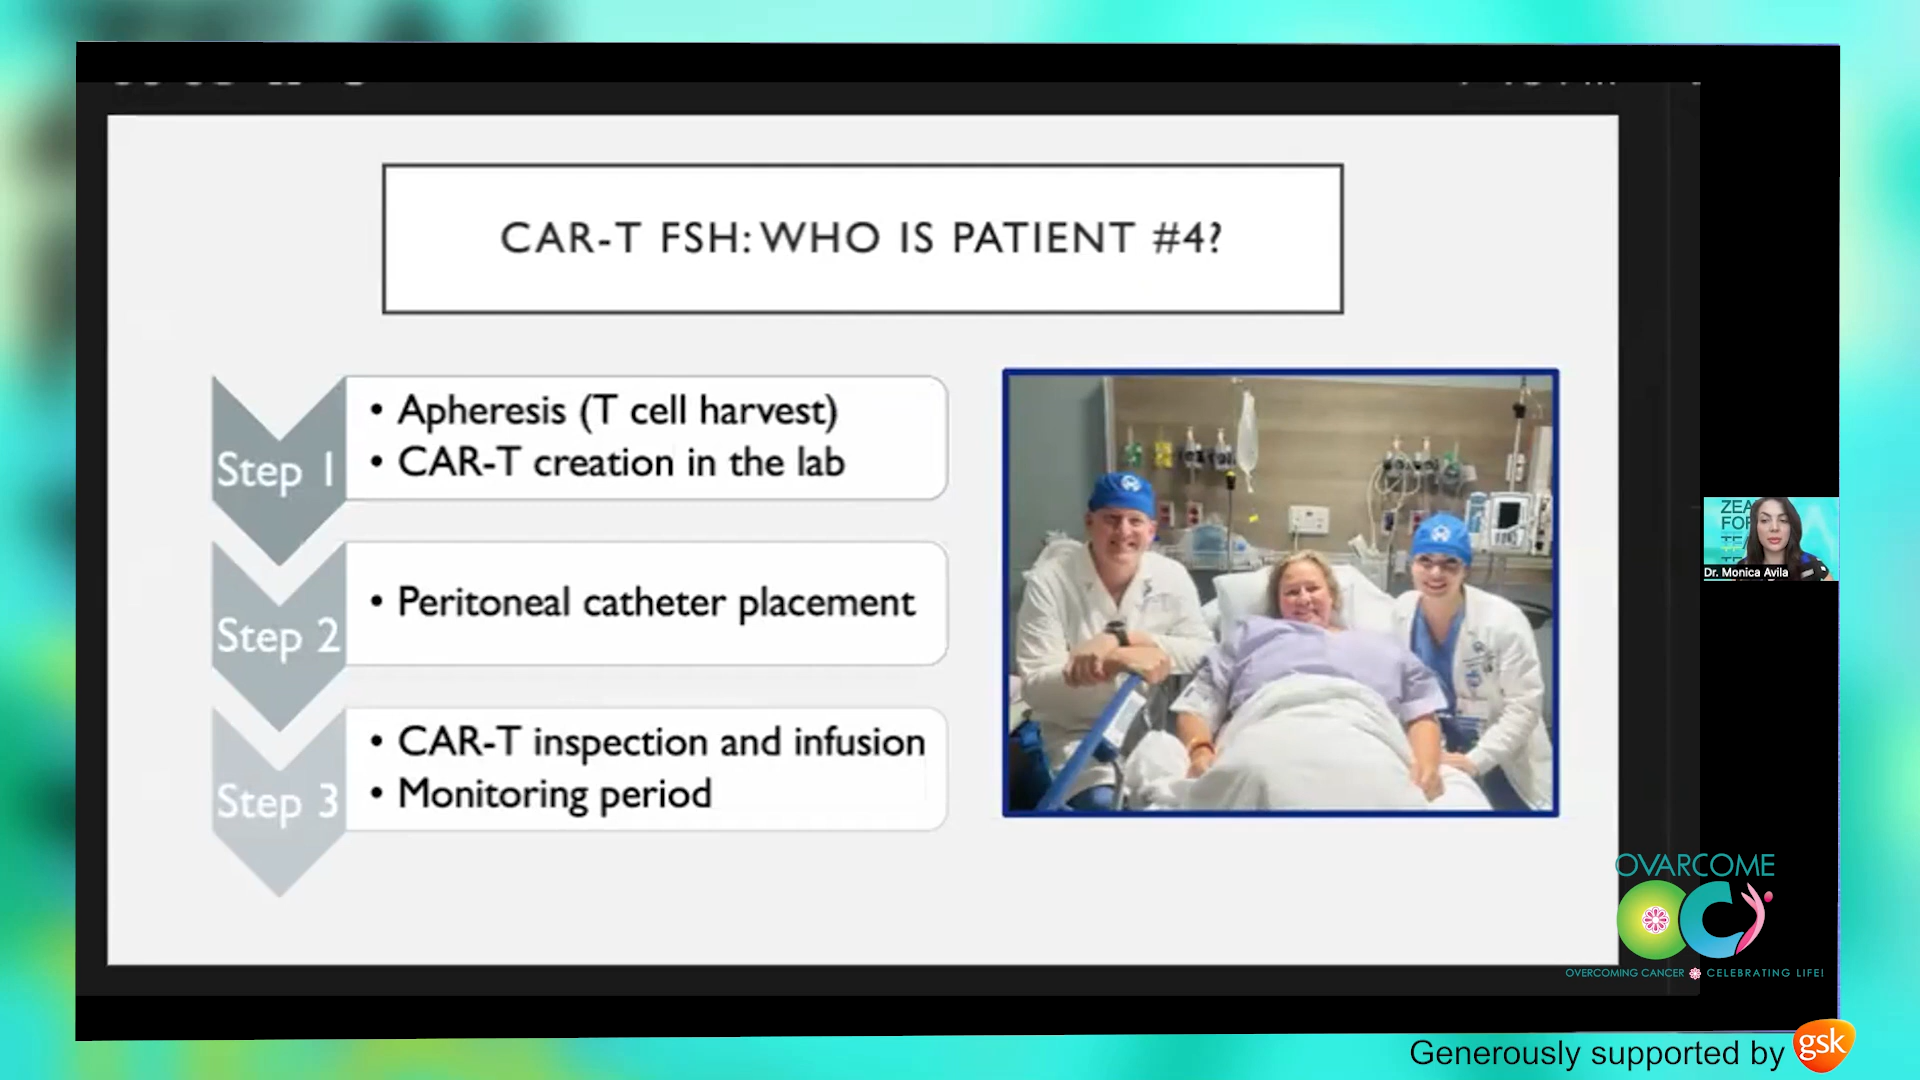 CAR-T FSH: WHO IS PATIENT #4?
Step 1
• Apheresis (T cell harvest)
• CAR-T creation in the lab
Step 2
• Peritoneal catheter placement
Step 3
• CAR-T inspection and infusion
• Monitoring period
Dr. Monica Avila
OVARCOME
OVERCOMING CANCER CELEBRATING LIFE!
Generously supported by gsk